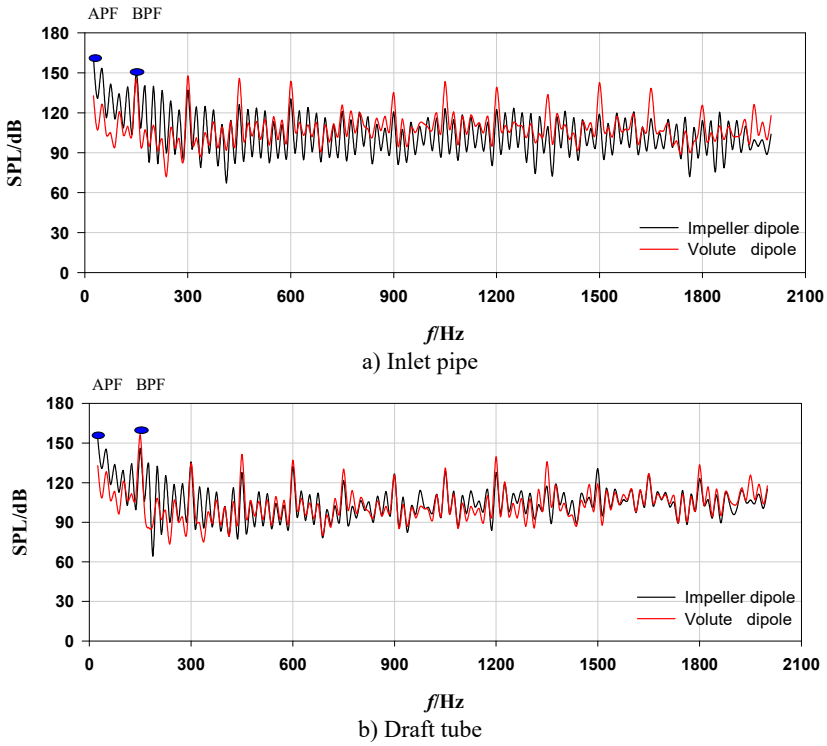 APF BPF
180
150
120
90
60
30
0
SPL/dB
Impeller dipole
Volute dipole
0 300 600 900 1200 1500 1800 2100
f/Hz
a) Inlet pipe
APF BPF
180
150
120
90
60
30
0
SPL/dB
Impeller dipole
Volute dipole
0 300 600 900 1200 1500 1800 2100
f/Hz
b) Draft tube